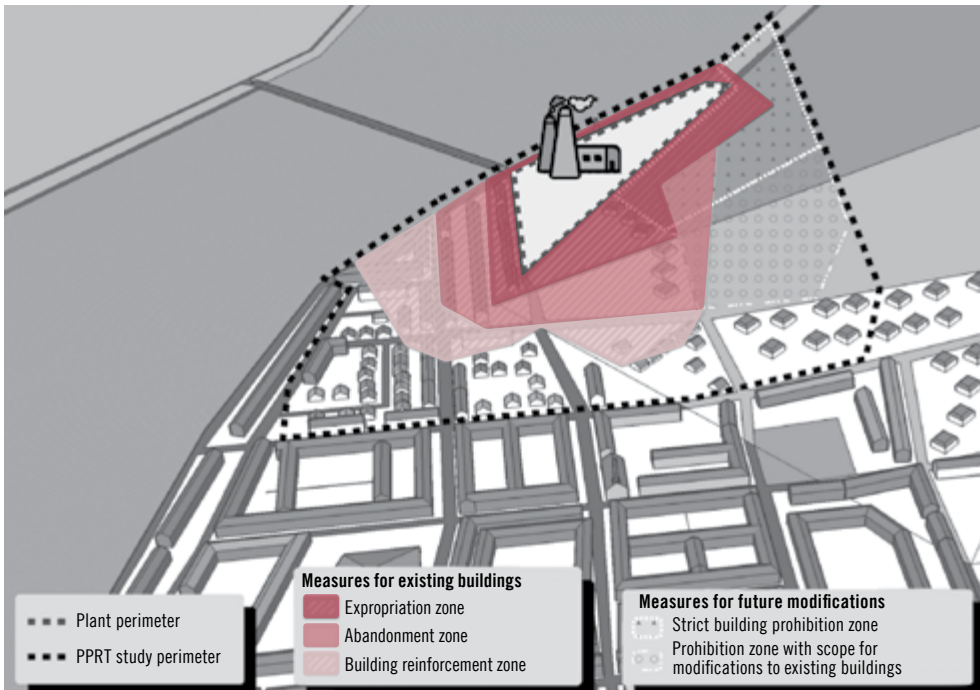 Plant perimeter
PPRT study perimeter
Measures for existing buildings
Expropriation zone
Abandonment zone
Building reinforcement zone
Measures for future modifications
Strict building prohibition zone
Prohibition zone with scope for
modifications to existing buildings